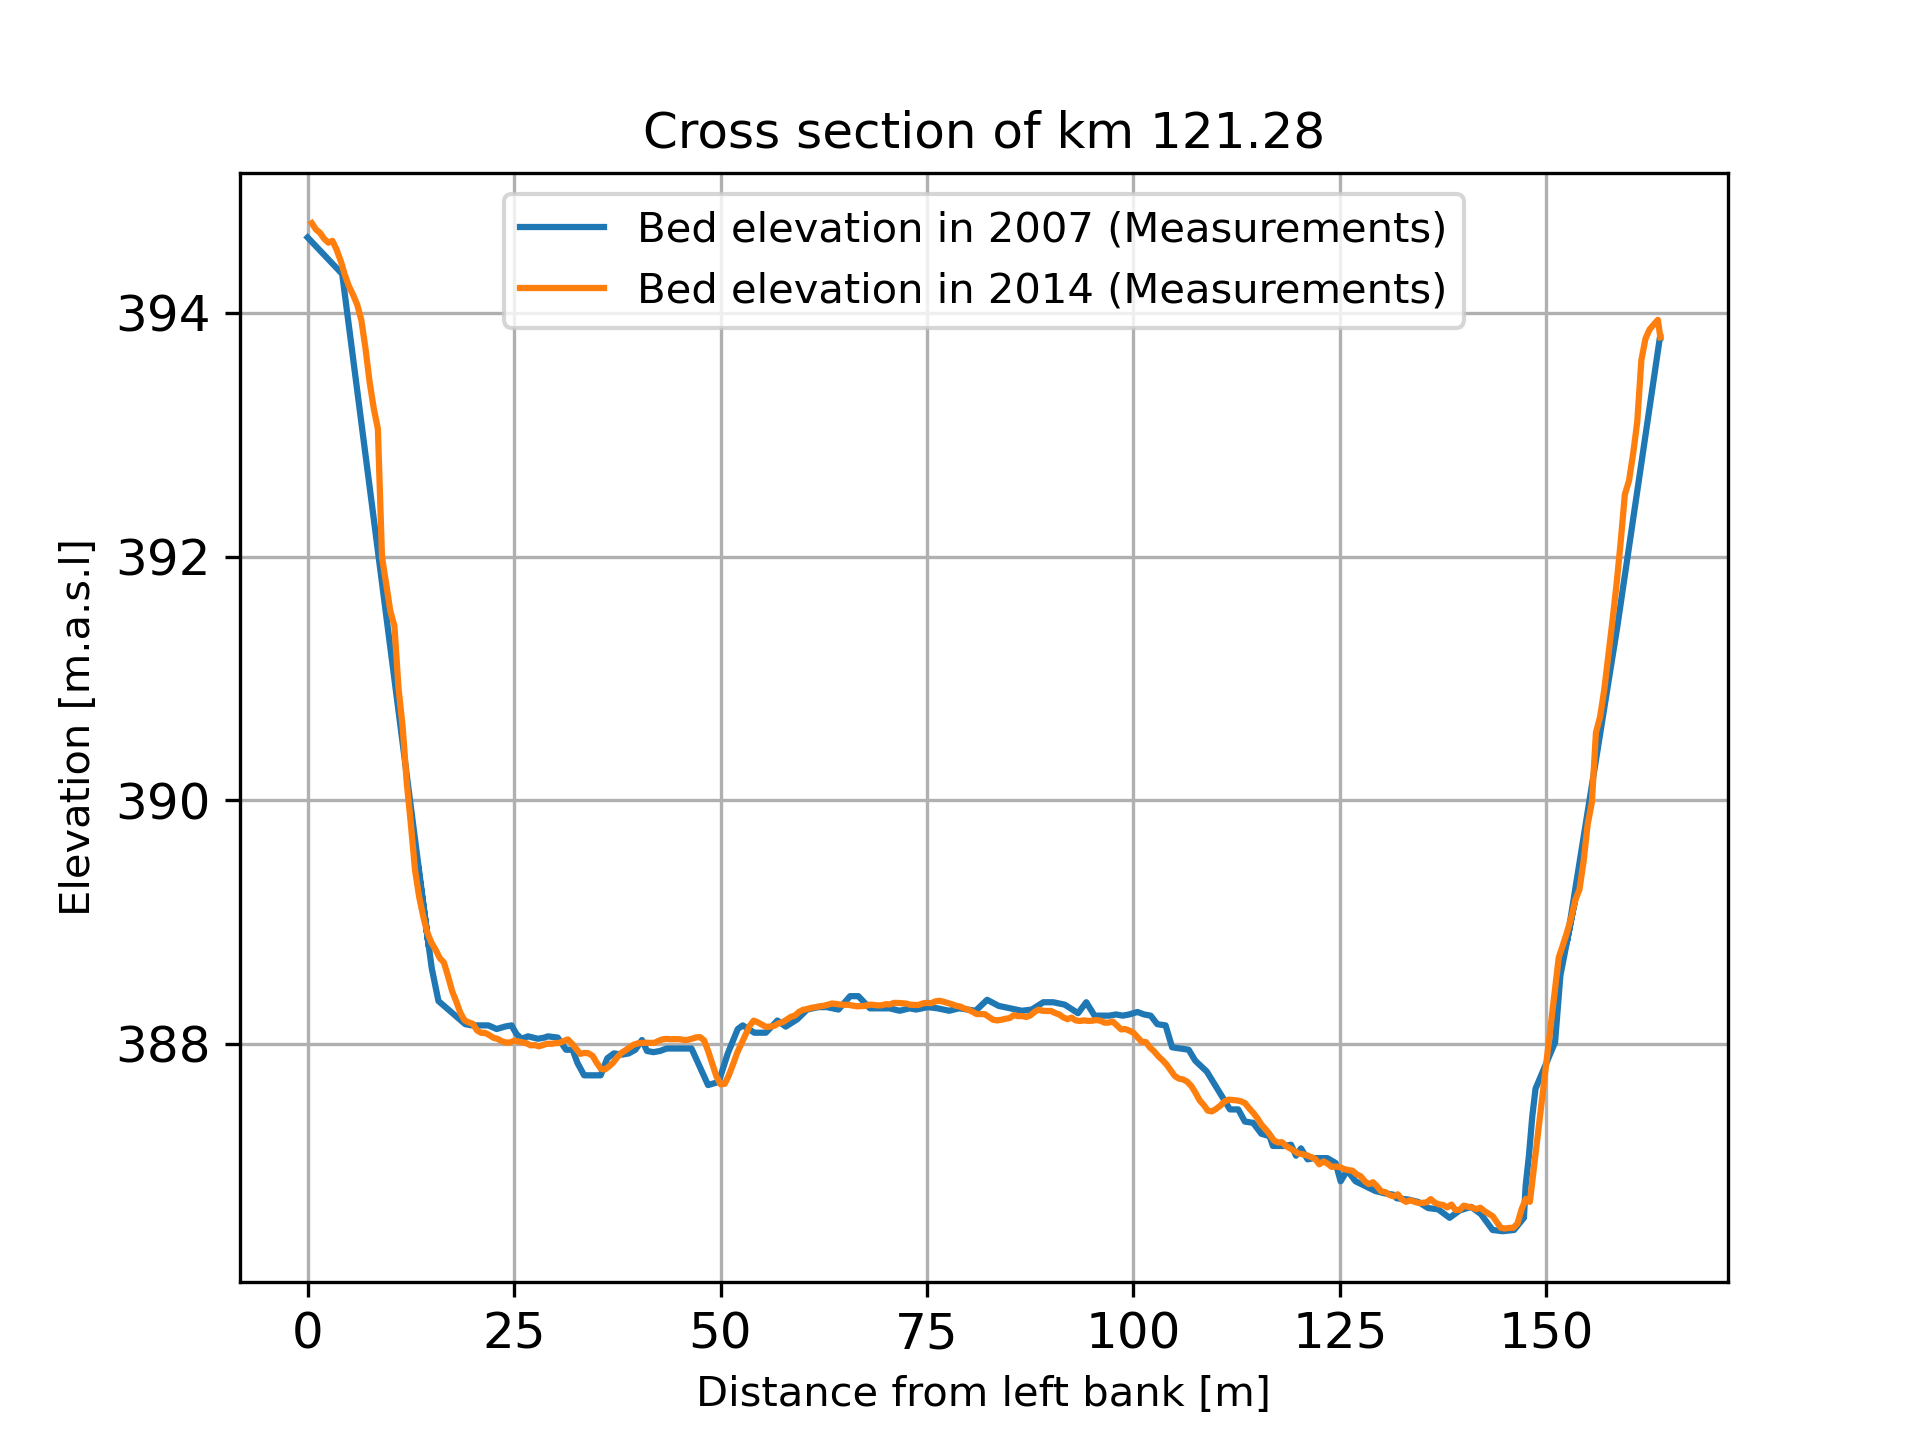 Cross section of km 121.28
Bed elevation in 2007 (Measurements)
Bed elevation in 2014 (Measurements)
394
392
390
388
Elevation [m.a.s.l]
0 25 50 75 100 125 150
Distance from left bank [m]